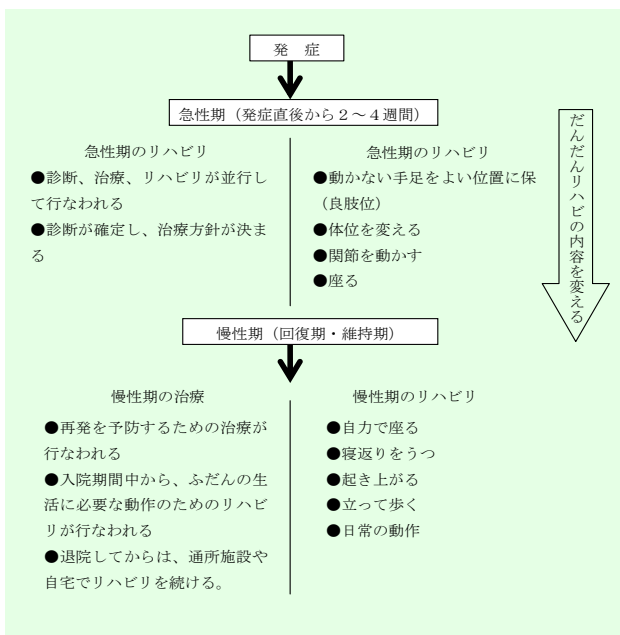 発　症
急性期（発症直後から２～４週間）
急性期のリハビリ
●診断、治療、リハビリが並行し
て行なわれる
●診断が確定し、治療方針が決ま
る
急性期のリハビリ
●動かない手足をよい位置に保
（良肢位）
●体位を変える
●関節を動かす
●座る
だんだんリハビの内容を変える
慢性期（回復期・維持期）
慢性期の治療
●再発を予防するための治療が
行なわれる
●入院期間中から、ふだんの生
活に必要な動作のためのリハビ
リが行なわれる
●退院してからは、通所施設や
自宅でリハビリを続ける。
慢性期のリハビリ
●自力で座る
●寝返りをうつ
●起き上がる
●立って歩く
●日常の動作